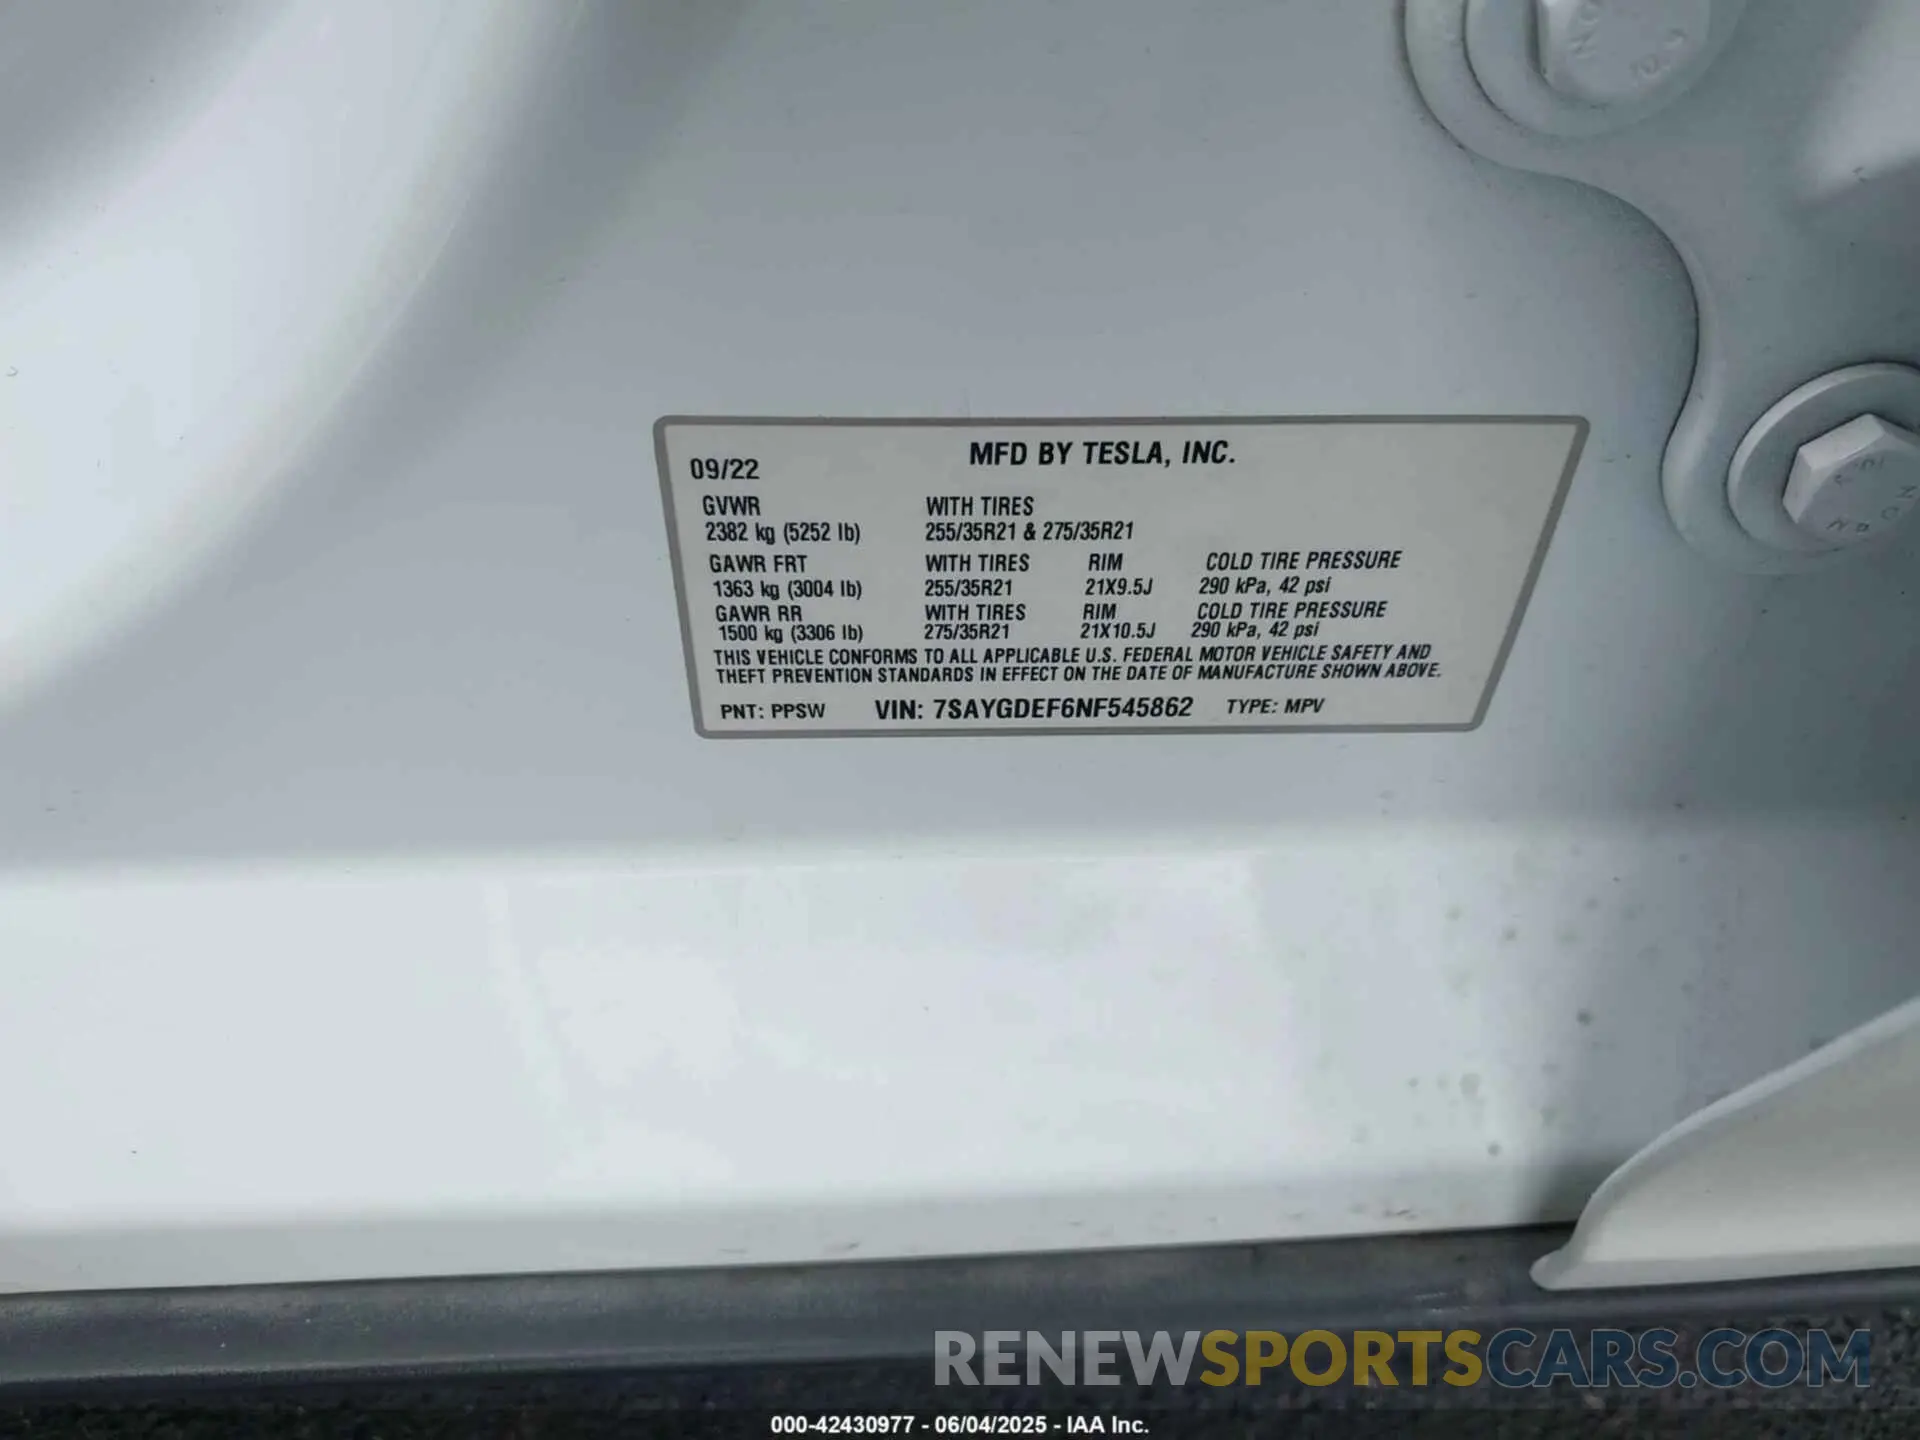 09/22 MFD BY TESLA, INC.
GVWR WITH TIRES
2382 kg (5252 lb) 255/35R21 & 275/35R21
GAWR FRT WITH TIRES RIM COLD TIRE PRESSURE
1363 kg (3004 lb) 255/35R21 21X9.5J 290 kPa, 42 psi
GAWR RR WITH TIRES RIM COLD TIRE PRESSURE
1500 kg (3306 lb) 275/35R21 21X10.5J 290 kPa, 42 psi
THIS VEHICLE CONFORMS TO ALL APPLICABLE U.S. FEDERAL MOTOR VEHICLE SAFETY AND
THEFT PREVENTION STANDARDS IN EFFECT ON THE DATE OF MANUFACTURE SHOWN ABOVE.
PNT: PPSW VIN: 7SAYGDEF6NF545862 TYPE: MPV
RENEWSPORTSCARS.COM
000-42430977 - 06/04/2025 - IAA Inc.